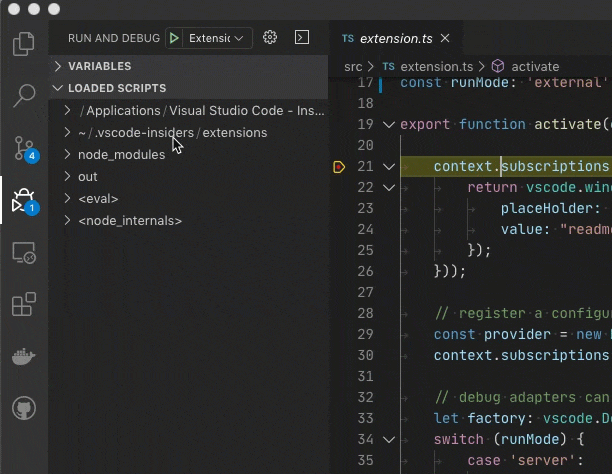 RUN AND DEBUG Extensic
extension.ts
TS
VARIABLES
LOADED SCRIPTS
/Applications/Visual Studio Code - Ins...
~/.vscode-insiders/extensions
node_modules
out
<eval>
<node_internals>
4
1
src > TS extension.ts > activate
17 const runMode: 'external'
18
19 export function activate(
20
21 context.subscriptions
22 return vscode.wind
23 placeHolder:
24 value: "readme
25 });
26 }));
27
28 // register a configu
29 const provider = new
30 context.subscriptions
31
32 // debug adapters can
33 let factory: vscode.De
34 switch (runMode) {
35 case 'server':